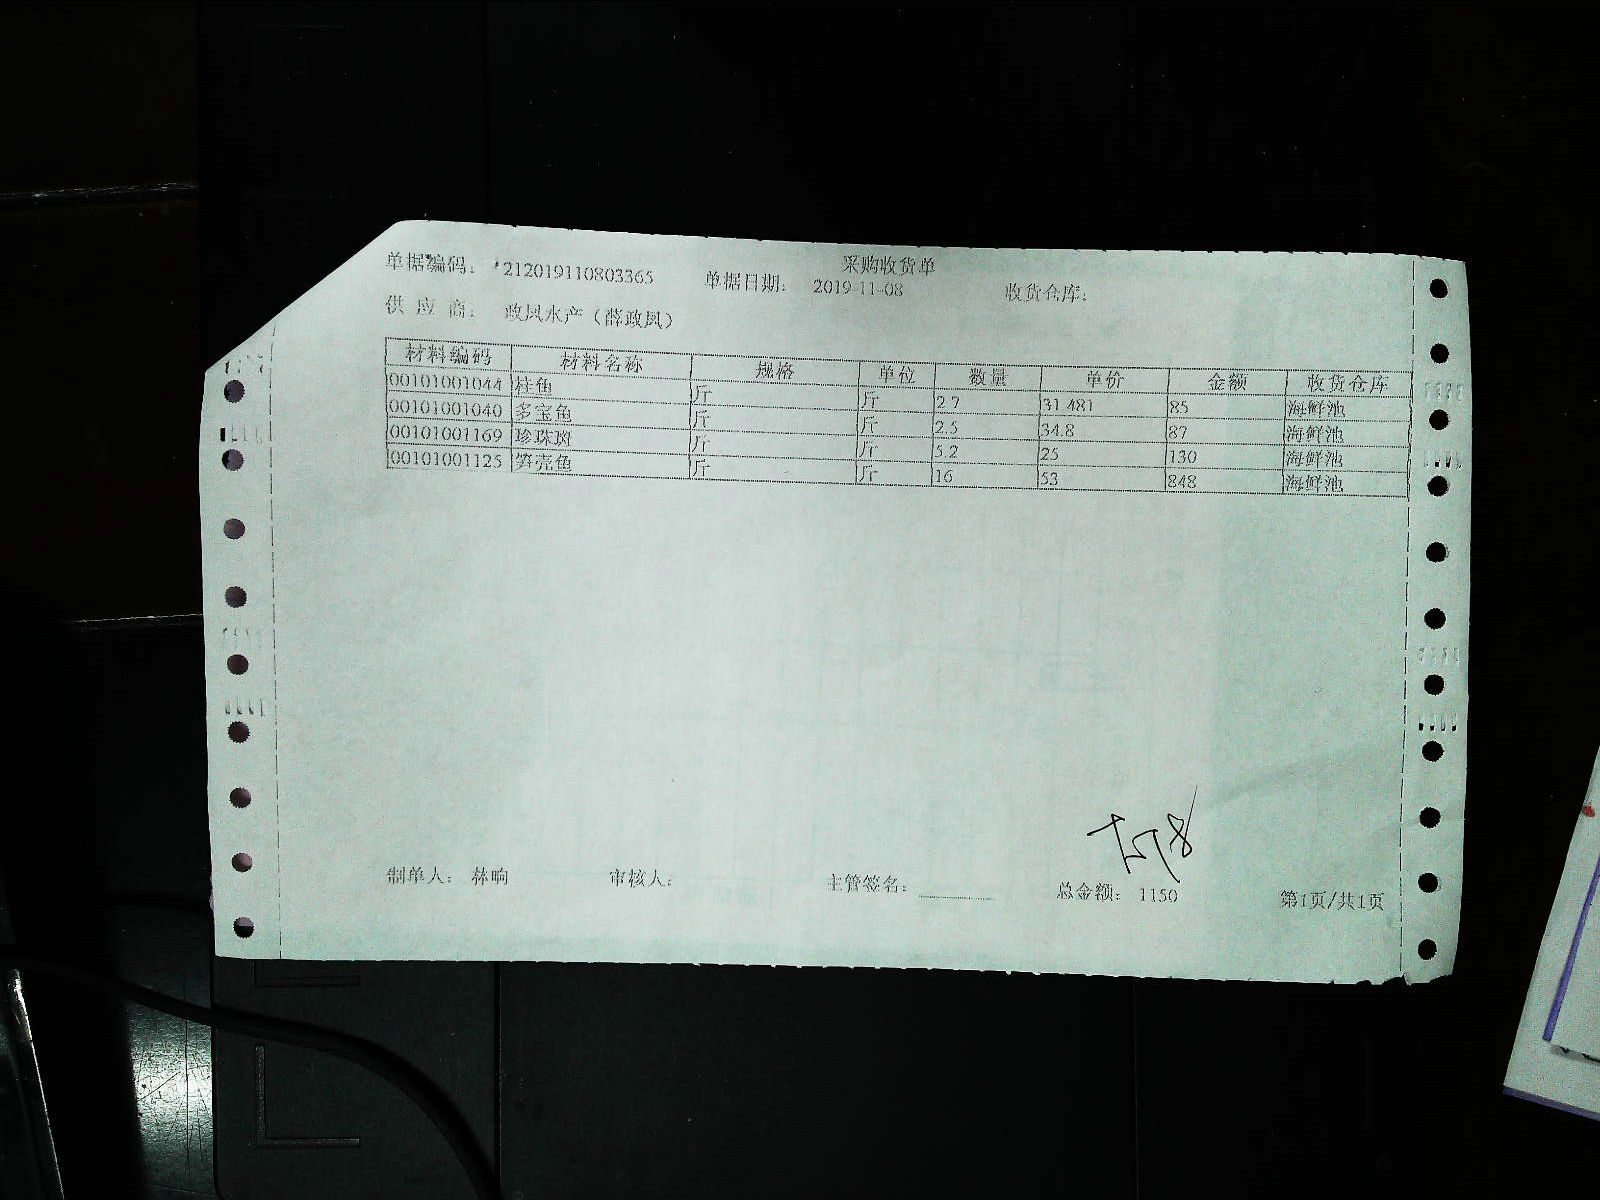 采购收货单
单据编码： *212019110803365 单据日期： 2019-11-08 收货仓库：
供 应 商： 政凤水产（薛政凤）
材料编码 材料名称 规格 单位 数量 单价 金额 收货仓库
00101001044 桂鱼 斤 斤 2.7 31.481 85 海鲜池
00101001040 多宝鱼 斤 斤 2.5 34.8 87 海鲜池
00101001169 珍珠斑 斤 斤 5.2 25 130 海鲜池
00101001125 笋壳鱼 斤 斤 16 53 848 海鲜池
制单人： 林晌 审核人： 主管签名： 总金额： 1150 第1页/共1页